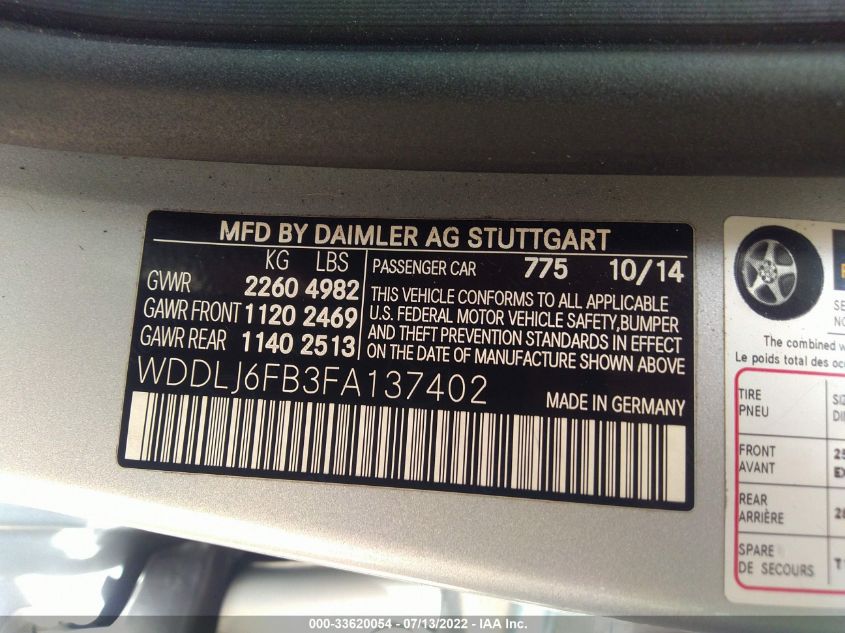 MFD BY DAIMLER AG STUTTGART
KG LBS
GVWR 2260 4982
GAWR FRONT 1120 2469
GAWR REAR 1140 2513
PASSENGER CAR 775 10/14
THIS VEHICLE CONFORMS TO ALL APPLICABLE
U.S. FEDERAL MOTOR VEHICLE SAFETY,BUMPER
AND THEFT PREVENTION STANDARDS IN EFFECT
ON THE DATE OF MANUFACTURE SHOWN ABOVE
WDDLJ6FB3FA137402
MADE IN GERMANY
The combined
Le poids total des
TIRE
PNEU
FRONT
AVANT
REAR
ARRIÈRE
SPARE
DE SECOURS
000-33620054 - 07/13/2022 - IAA Inc.